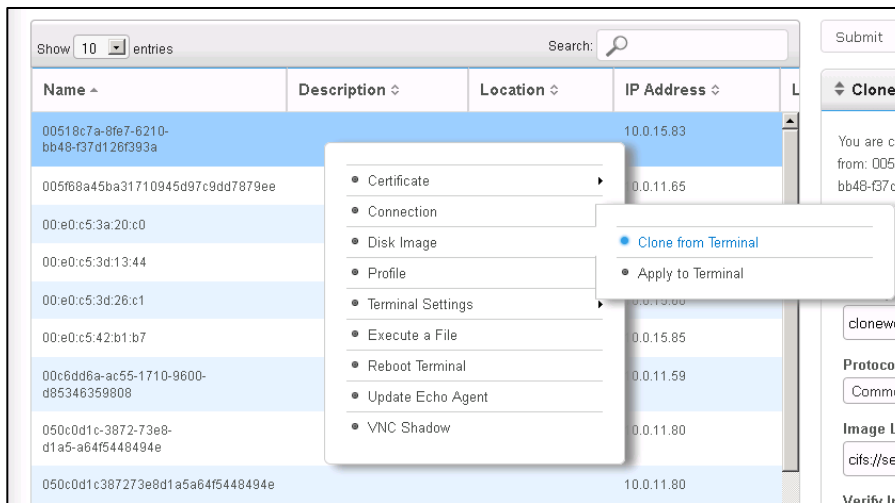 Show 10 entries
Search:
Submit
Name
Description
Location
IP Address
L
Clone
00518c7a-8fe7-6210-
bb48-f37d126f393a
10.0.15.83
You are c
from: 005
bb48-f37d
005f68a45ba31710945d97c9dd7879ee
0.0.11.65
00:e0:c5:3a:20:c0
00:e0:c5:3d:13:44
00:e0:c5:3d:26:c1
00:e0:c5:42:b1:b7
0.0.15.85
00c6dd6a-ac55-1710-9600-
d85346359808
0.0.11.59
050c0d1c-3872-73e8-
d1a5-a64f5448494e
0.0.11.80
050c0d1c387273e8d1a5a64f5448494e
10.0.11.80
Certificate
Connection
Disk Image
Profile
Terminal Settings
Execute a File
Reboot Terminal
Update Echo Agent
VNC Shadow
Clone from Terminal
Apply to Terminal
clonew
Protoco
Comm
Image L
cifs://se
Verify I